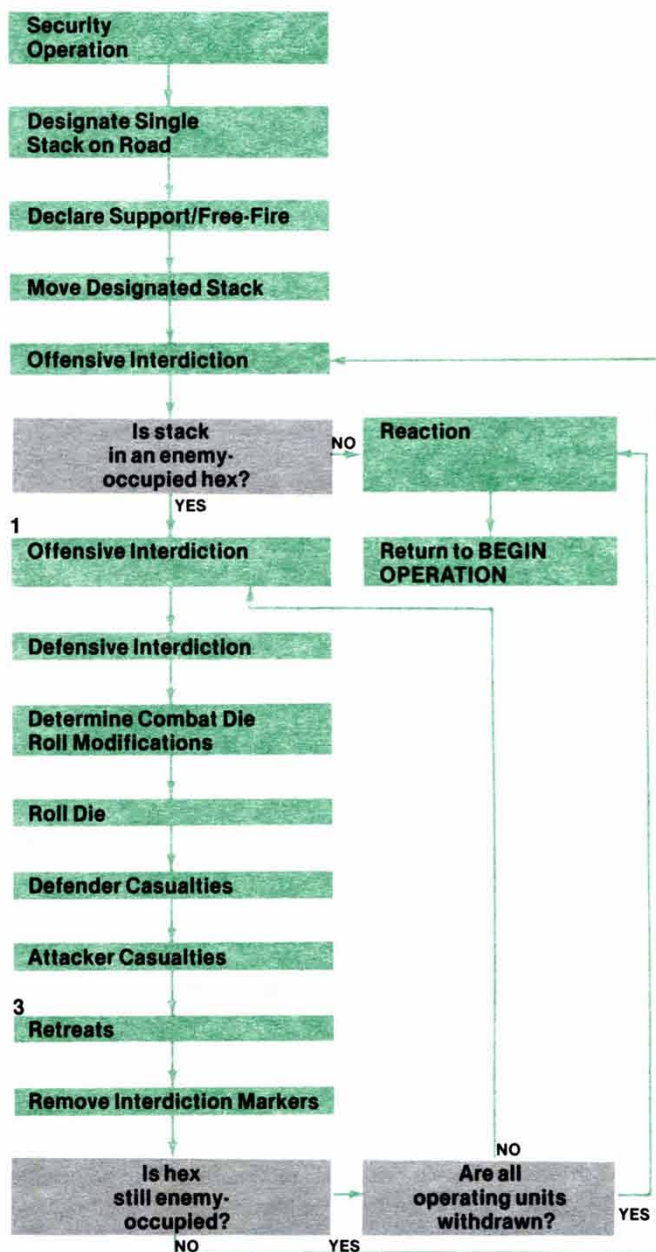 Security
Operation
Designate Single
Stack on Road
Declare Support/Free-Fire
Move Designated Stack
Offensive Interdiction
Is stack
in an enemy-
occupied hex?
NO
Reaction
YES
Return to BEGIN
OPERATION
1
Offensive Interdiction
Defensive Interdiction
Determine Combat Die
Roll Modifications
Roll Die
Defender Casualties
Attacker Casualties
3
Retreats
Remove Interdiction Markers
Is hex
still enemy-
occupied?
NO
YES
NO
Are all
operating units
withdrawn?
YES